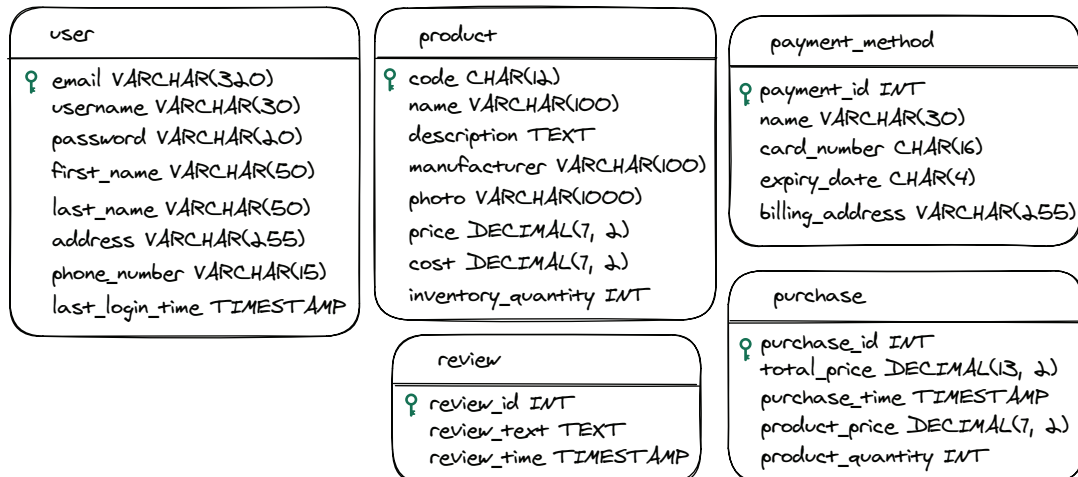 user
email VARCHAR(320)
username VARCHAR(30)
password VARCHAR(20)
first_name VARCHAR(50)
last_name VARCHAR(50)
address VARCHAR(255)
phone_number VARCHAR(15)
last_login_time TIMESTAMP
product
code CHAR(12)
name VARCHAR(100)
description TEXT
manufacturer VARCHAR(100)
photo VARCHAR(1000)
price DECIMAL(7, 2)
cost DECIMAL(7, 2)
inventory_quantity INT
payment_method
payment_id INT
name VARCHAR(30)
card_number CHAR(16)
expiry_date CHAR(4)
billing_address VARCHAR(255)
review
review_id INT
review_text TEXT
review_time TIMESTAMP
purchase
purchase_id INT
total_price DECIMAL(13, 2)
purchase_time TIMESTAMP
product_price DECIMAL(7, 2)
product_quantity INT